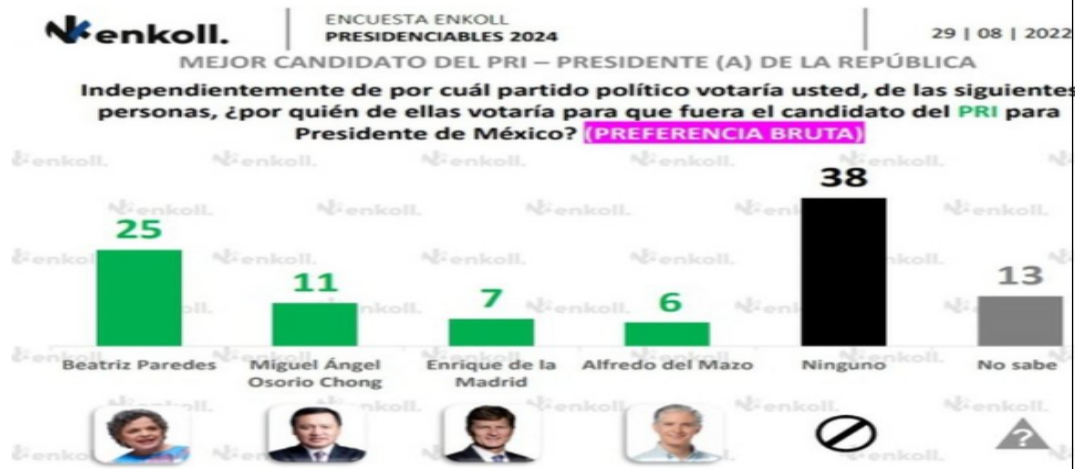 enkoll.
ENCUESTA ENKOLL
PRESIDENCIABLES 2024
29 | 08 | 2022
MEJOR CANDIDATO DEL PRI – PRESIDENTE (A) DE LA REPÚBLICA
Independientemente de por cuál partido político votaría usted, de las siguientes
personas, ¿por quién de ellas votaría para que fuera el candidato del PRI para
Presidente de México? (PREFERENCIA BRUTA)
25
11
7
6
38
13
Beatriz Paredes
Miguel Ángel
Osorio Chong
Enrique de la
Madrid
Alfredo del Mazo
Ninguno
No sabe
?